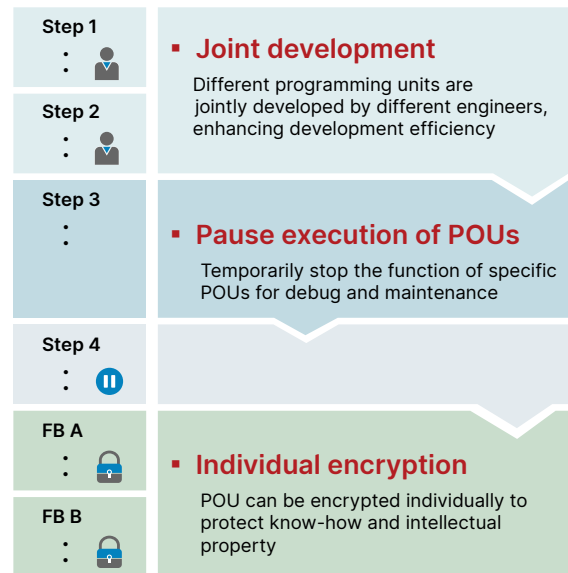 Step 1
▪ Joint development
Different programming units are
jointly developed by different engineers,
enhancing development efficiency
Step 2
Step 3
▪ Pause execution of POUs
Temporarily stop the function of specific
POUs for debug and maintenance
Step 4
FB A
▪ Individual encryption
POU can be encrypted individually to
protect know-how and intellectual
property
FB B